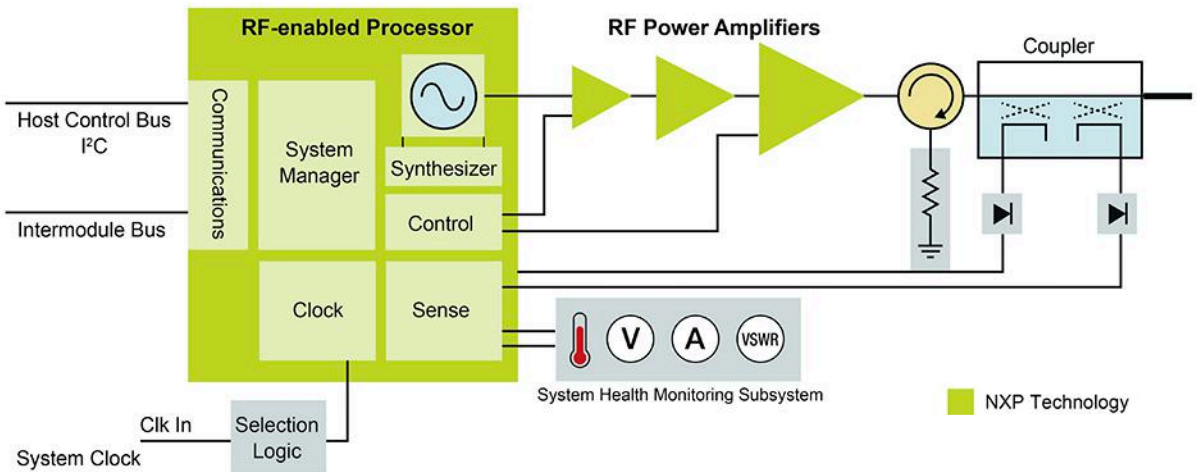 RF-enabled Processor
RF Power Amplifiers
Coupler
Communications
Host Control Bus
I²C
System
Manager
Synthesizer
Intermodule Bus
Control
Clock
Sense
V
A
VSWR
System Health Monitoring Subsystem
NXP Technology
Clk In
Selection
Logic
System Clock